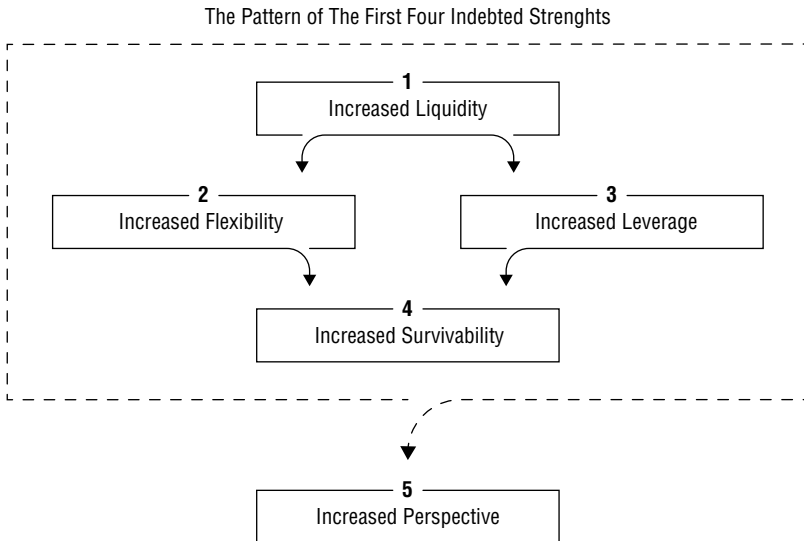 The Pattern of The First Four Indebted Strenghts
1
Increased Liquidity
2
Increased Flexibility
3
Increased Leverage
4
Increased Survivability
5
Increased Perspective